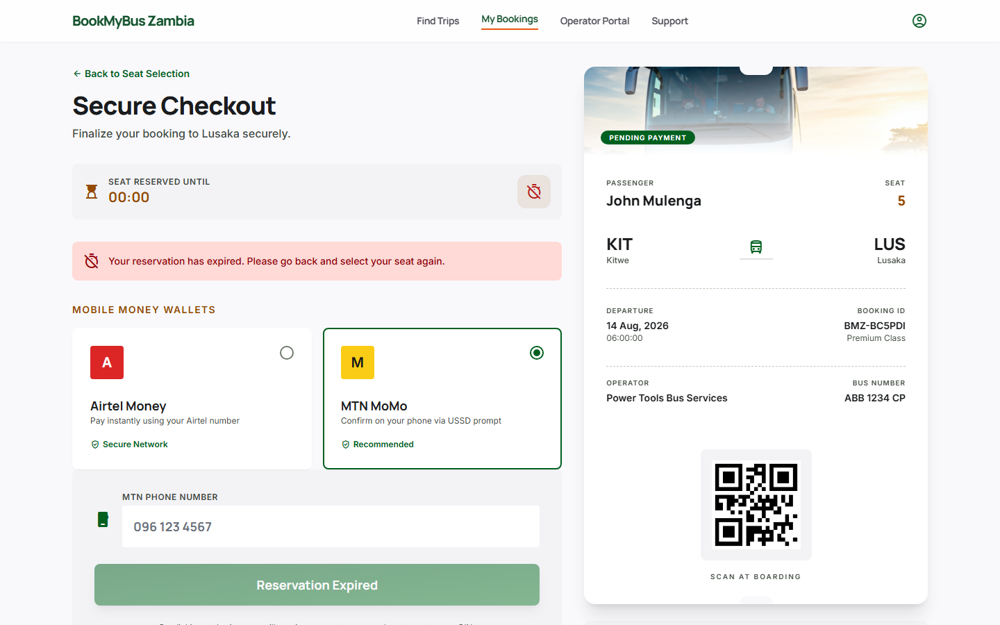 BookMyBus Zambia
Find Trips
My Bookings
Operator Portal
Support
← Back to Seat Selection
Secure Checkout
Finalize your booking to Lusaka securely.
SEAT RESERVED UNTIL
00:00
Your reservation has expired. Please go back and select your seat again.
MOBILE MONEY WALLETS
A
Airtel Money
Pay instantly using your Airtel number
Secure Network
M
MTN MoMo
Confirm on your phone via USSD prompt
Recommended
MTN PHONE NUMBER
096 123 4567
Reservation Expired
PENDING PAYMENT
PASSENGER
SEAT
John Mulenga
5
KIT
LUS
Kitwe
Lusaka
DEPARTURE
BOOKING ID
14 Aug, 2026
BMZ-BC5PDI
06:00:00
Premium Class
OPERATOR
BUS NUMBER
Power Tools Bus Services
ABB 1234 CP
SCAN AT BOARDING